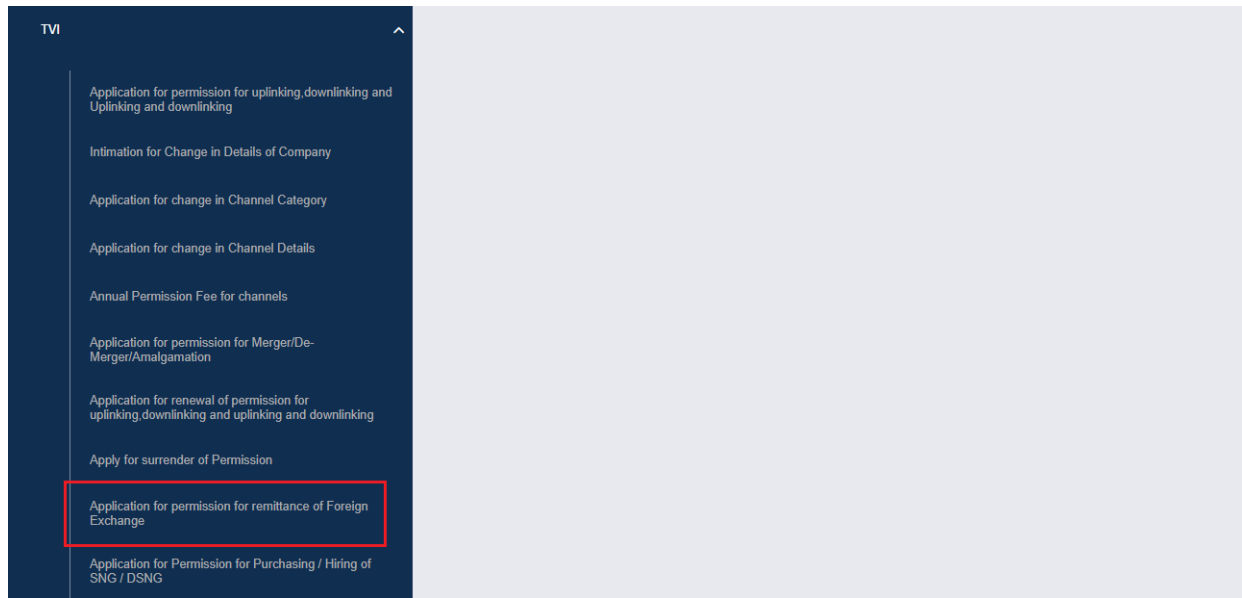 TVI
Application for permission for uplinking,downlinking and
Uplinking and downlinking
Intimation for Change in Details of Company
Application for change in Channel Category
Application for change in Channel Details
Annual Permission Fee for channels
Application for permission for Merger/De-
Merger/Amalgamation
Application for renewal of permission for
uplinking,downlinking and uplinking and downlinking
Apply for surrender of Permission
Application for permission for remittance of Foreign
Exchange
Application for Permission for Purchasing / Hiring of
SNG / DSNG